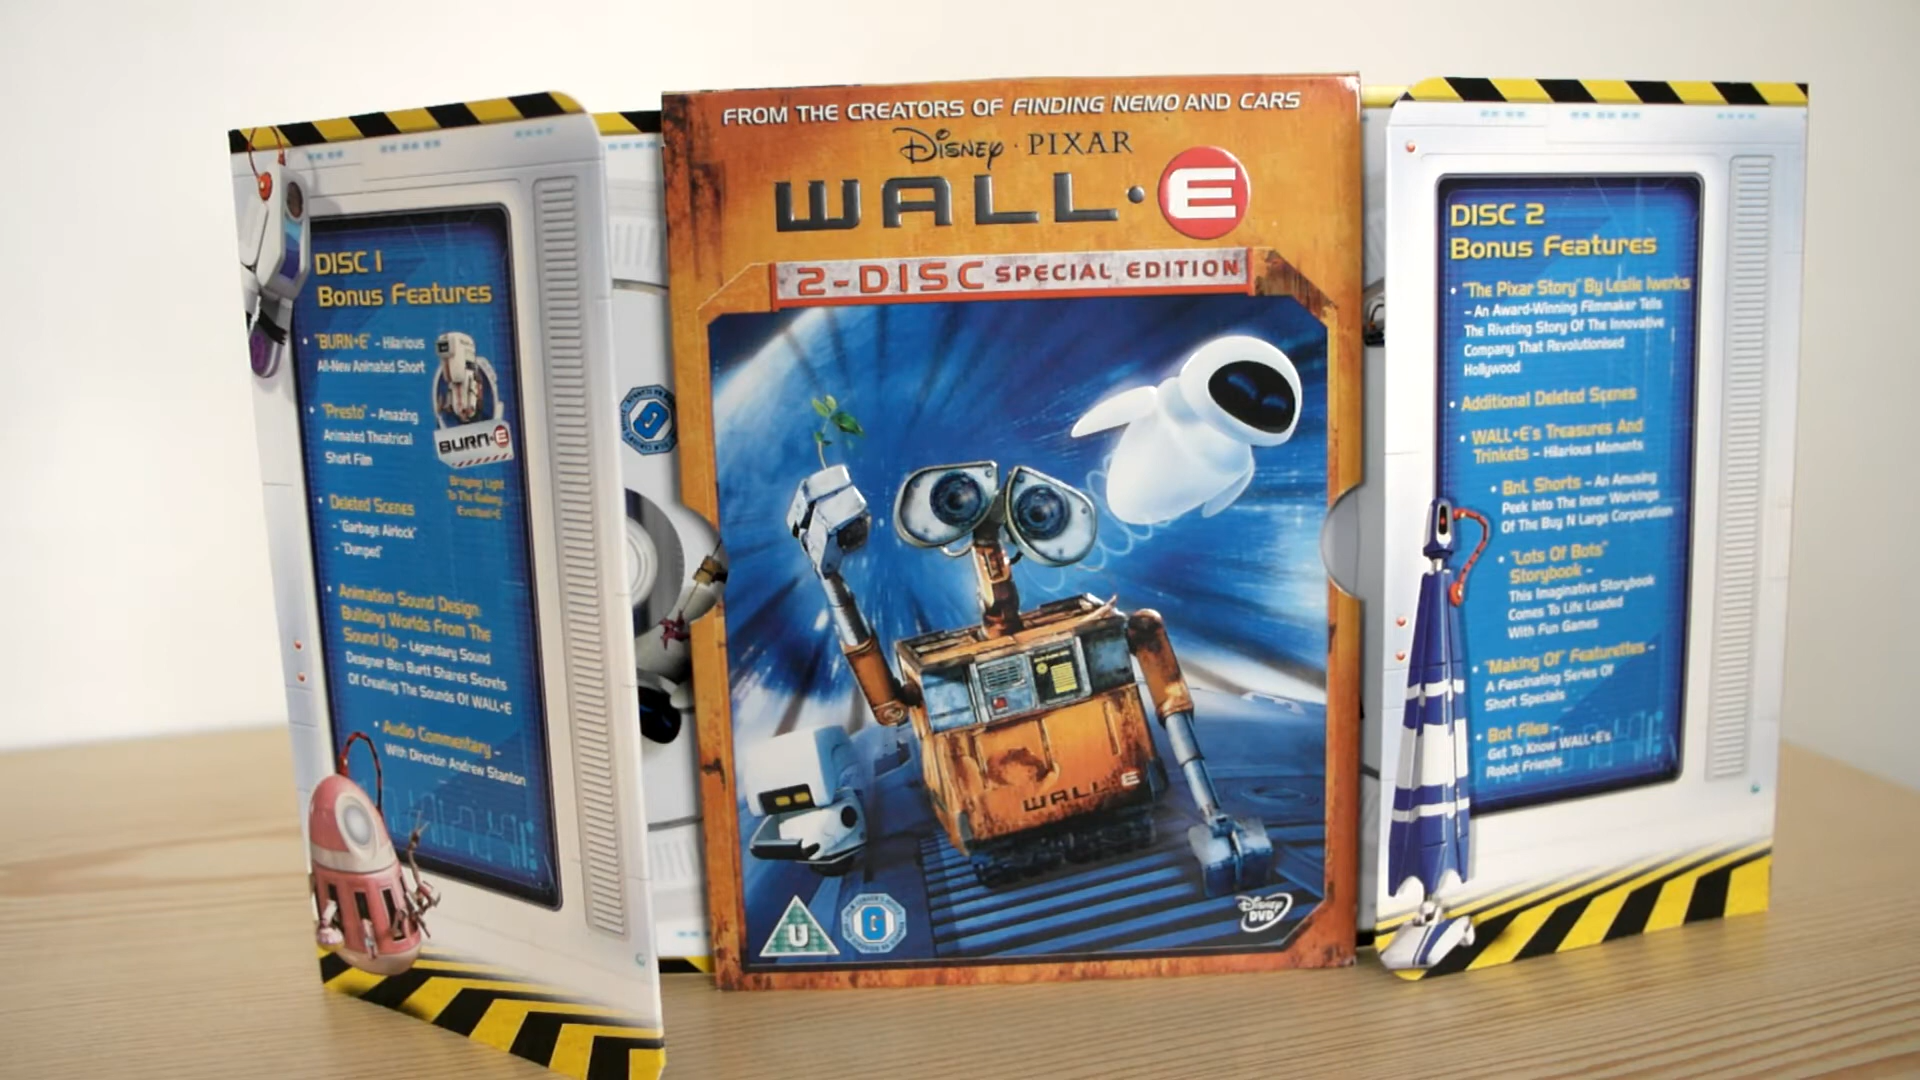 DISC 1
Bonus Features
• "BURN•E" - Hilarious
All-New Animated Short
• "Presto" - Amazing
Animated Theatrical
Short Film
BURN•E
Bringing Light
To The Galaxy.
Eventual•E
• Deleted Scenes
- "Garbage Airlock"
- "Dumped"
• Animation Sound Design:
Building Worlds From The
Sound Up - Legendary Sound
Designer Ben Burtt Shares Secrets
Of Creating The Sounds Of WALL•E
• Audio Commentary -
With Director Andrew Stanton
FROM THE CREATORS OF FINDING NEMO AND CARS
Disney · PIXAR
WALL·E
2-DISC SPECIAL EDITION
WALL·E
U
G
Disney
DVD
DISC 2
Bonus Features
• "The Pixar Story" By Leslie Iwerks
- An Award-Winning Filmmaker Tells
The Riveting Story Of The Innovative
Company That Revolutionised
Hollywood
• Additional Deleted Scenes
• WALL•E's Treasures And
Trinkets - Hilarious Moments
• BnL Shorts - An Amusing
Peek Into The Inner Workings
Of The Buy N Large Corporation
• "Lots Of Bots"
Storybook -
This Imaginative Storybook
Comes To Life Loaded
With Fun Games
• "Making Of" Featurettes -
A Fascinating Series Of
Short Specials
• Bot Files -
Get To Know WALL•E's
Robot Friends